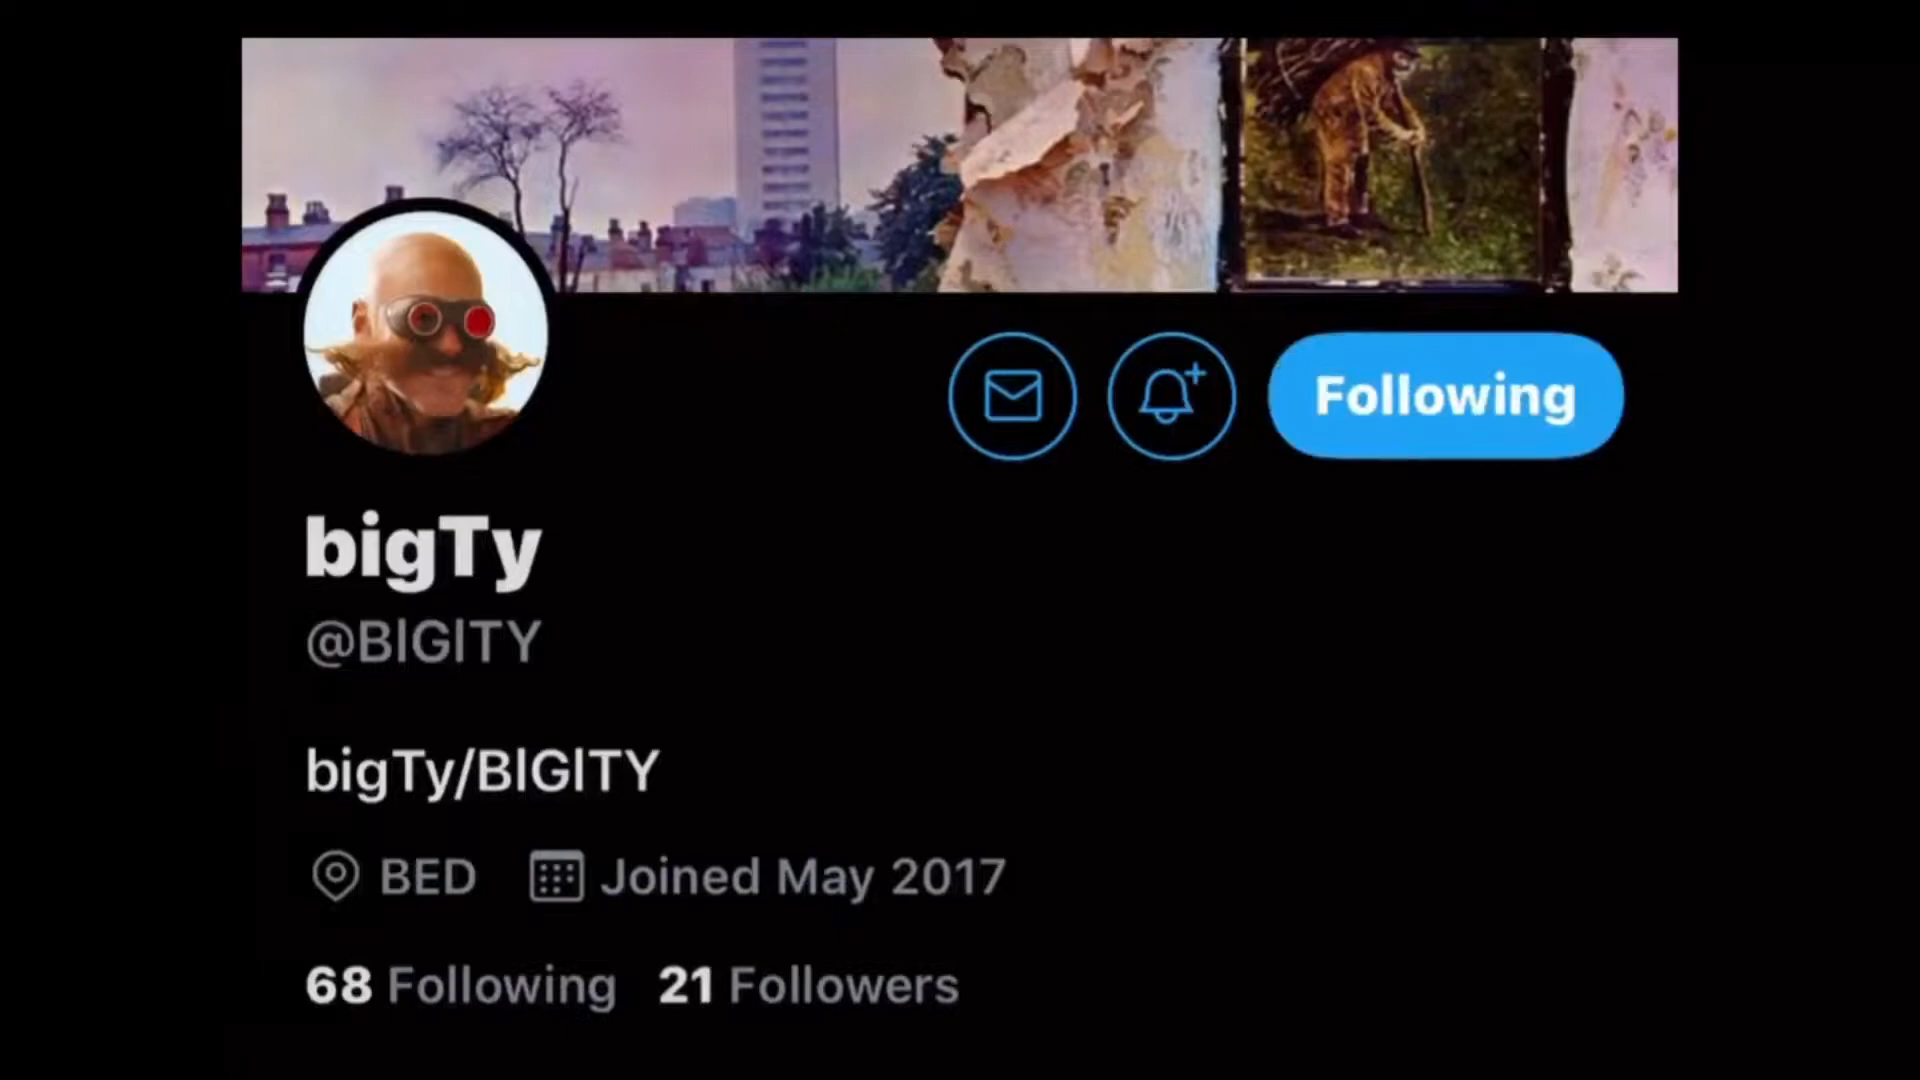 Following
bigTy
@BIGITY
bigTy/BIGITY
BED Joined May 2017
68 Following 21 Followers